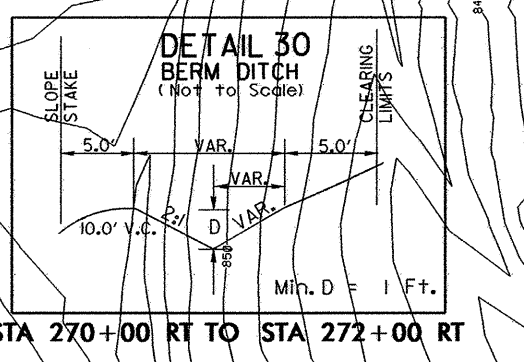 DETAIL 30
BERM DITCH
(Not to Scale)
SLOPE
STAKE
CLEARING
LIMITS
5.0'
VAR.
5.0'
VAR.
10.0' V.C.
2:1
D
VAR.
850
Min. D = 1 Ft.
STA 270+00 RT TO STA 272+00 RT